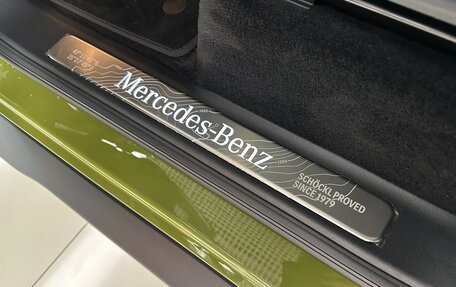 Mercedes-Benz
SCHÖCKL PROVED
SINCE 1979